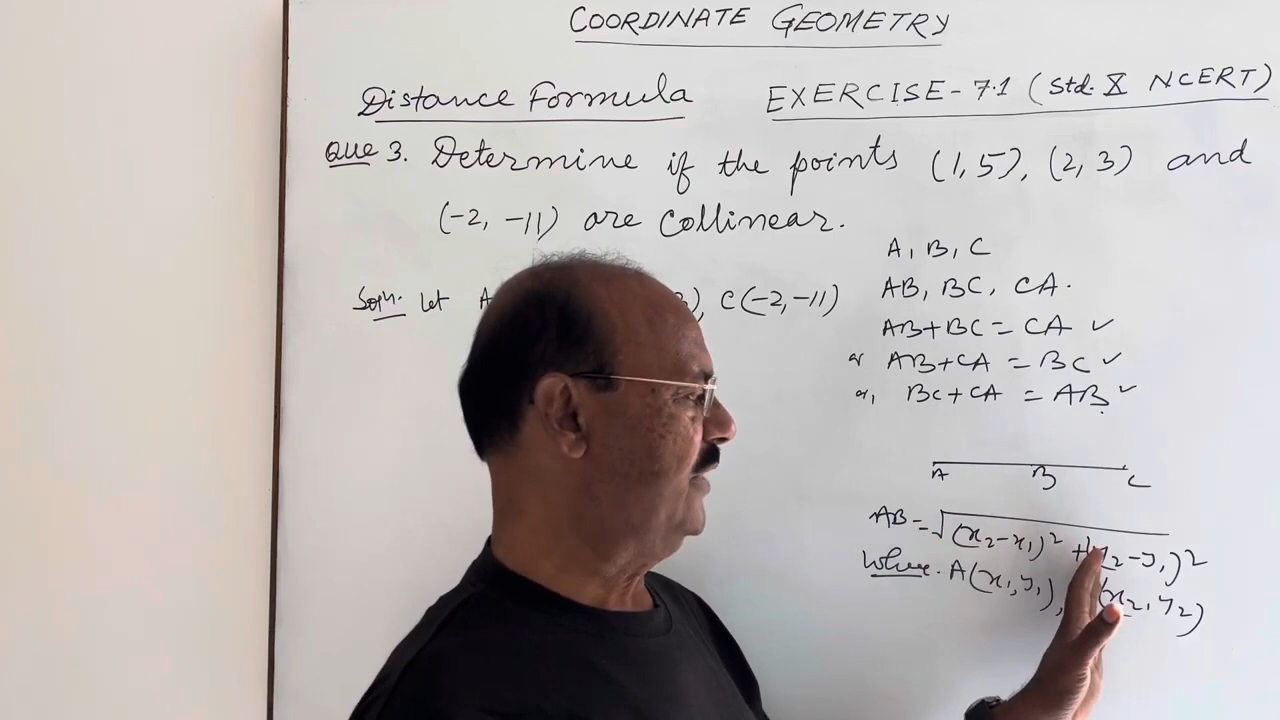 COORDINATE GEOMETRY
Distance Formula EXERCISE-7.1 (Std. X NCERT)
Que 3. Determine if the points (1,5), (2,3) and
(-2, -11) are collinear.
Soln. Let A ), C(-2,-11)
A, B, C
AB, BC, CA.
AB+BC = CA ✓
or AB+CA = BC ✓
or, BC+CA = AB ✓
A B C
AB = √(x₂-x₁)² + (y₂-y₁)²
Where. A(x₁,y₁), (x₂,y₂)